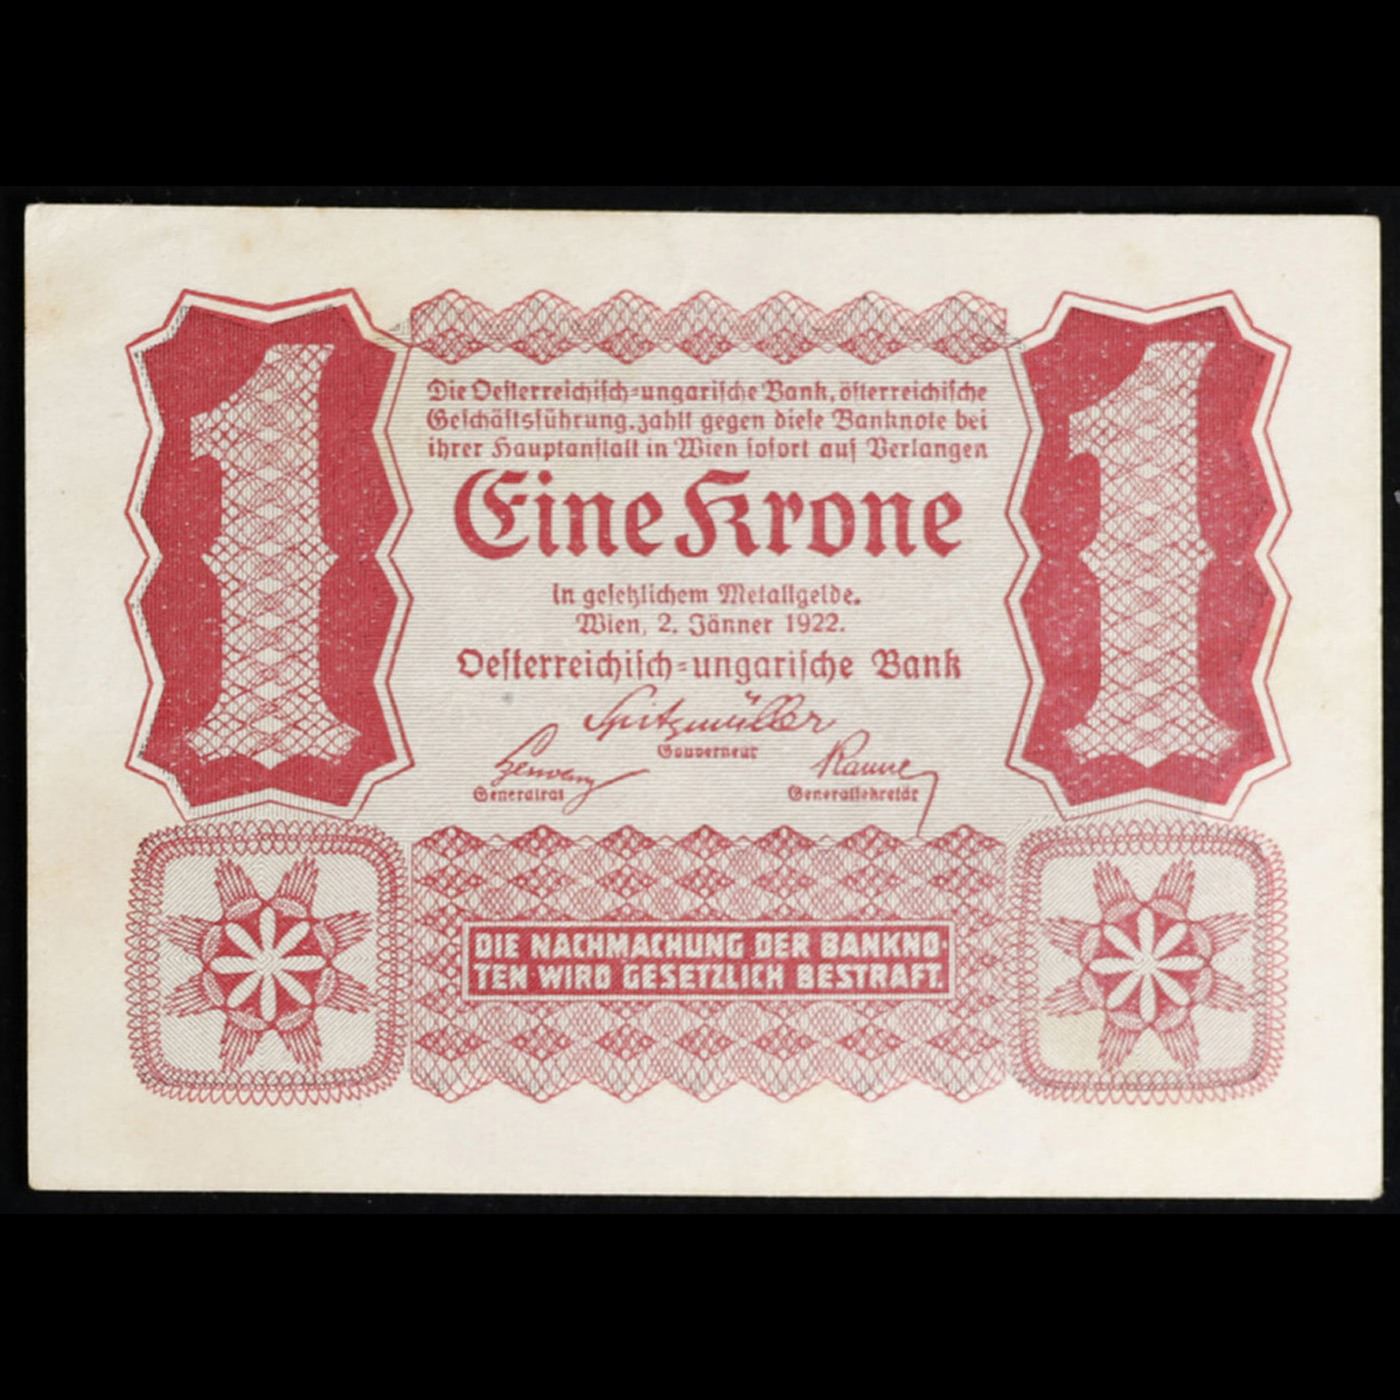 1
1
Die Oesterreichisch-ungarische Bank, österreichische
Geschäftsführung, zahlt gegen diese Banknote bei
ihrer Hauptanstalt in Wien sofort auf Verlangen
Eine Krone
in gesetzlichem Metallgelde.
Wien, 2. Jänner 1922.
Oesterreichisch-ungarische Bank
Spitzmüller
Gouverneur
Generalrat
Generalsekretär
DIE NACHMACHUNG DER BANKNO-
TEN WIRD GESETZLICH BESTRAFT.